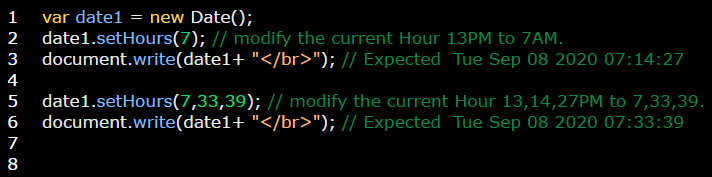 1 var date1 = new Date();
2 date1.setHours(7); // modify the current Hour 13PM to 7AM.
3 document.write(date1+ "</br>"); // Expected  Tue Sep 08 2020 07:14:27
4
5 date1.setHours(7,33,39); // modify the current Hour 13,14,27PM to 7,33,39.
6 document.write(date1+ "</br>"); // Expected  Tue Sep 08 2020 07:33:39
7
8